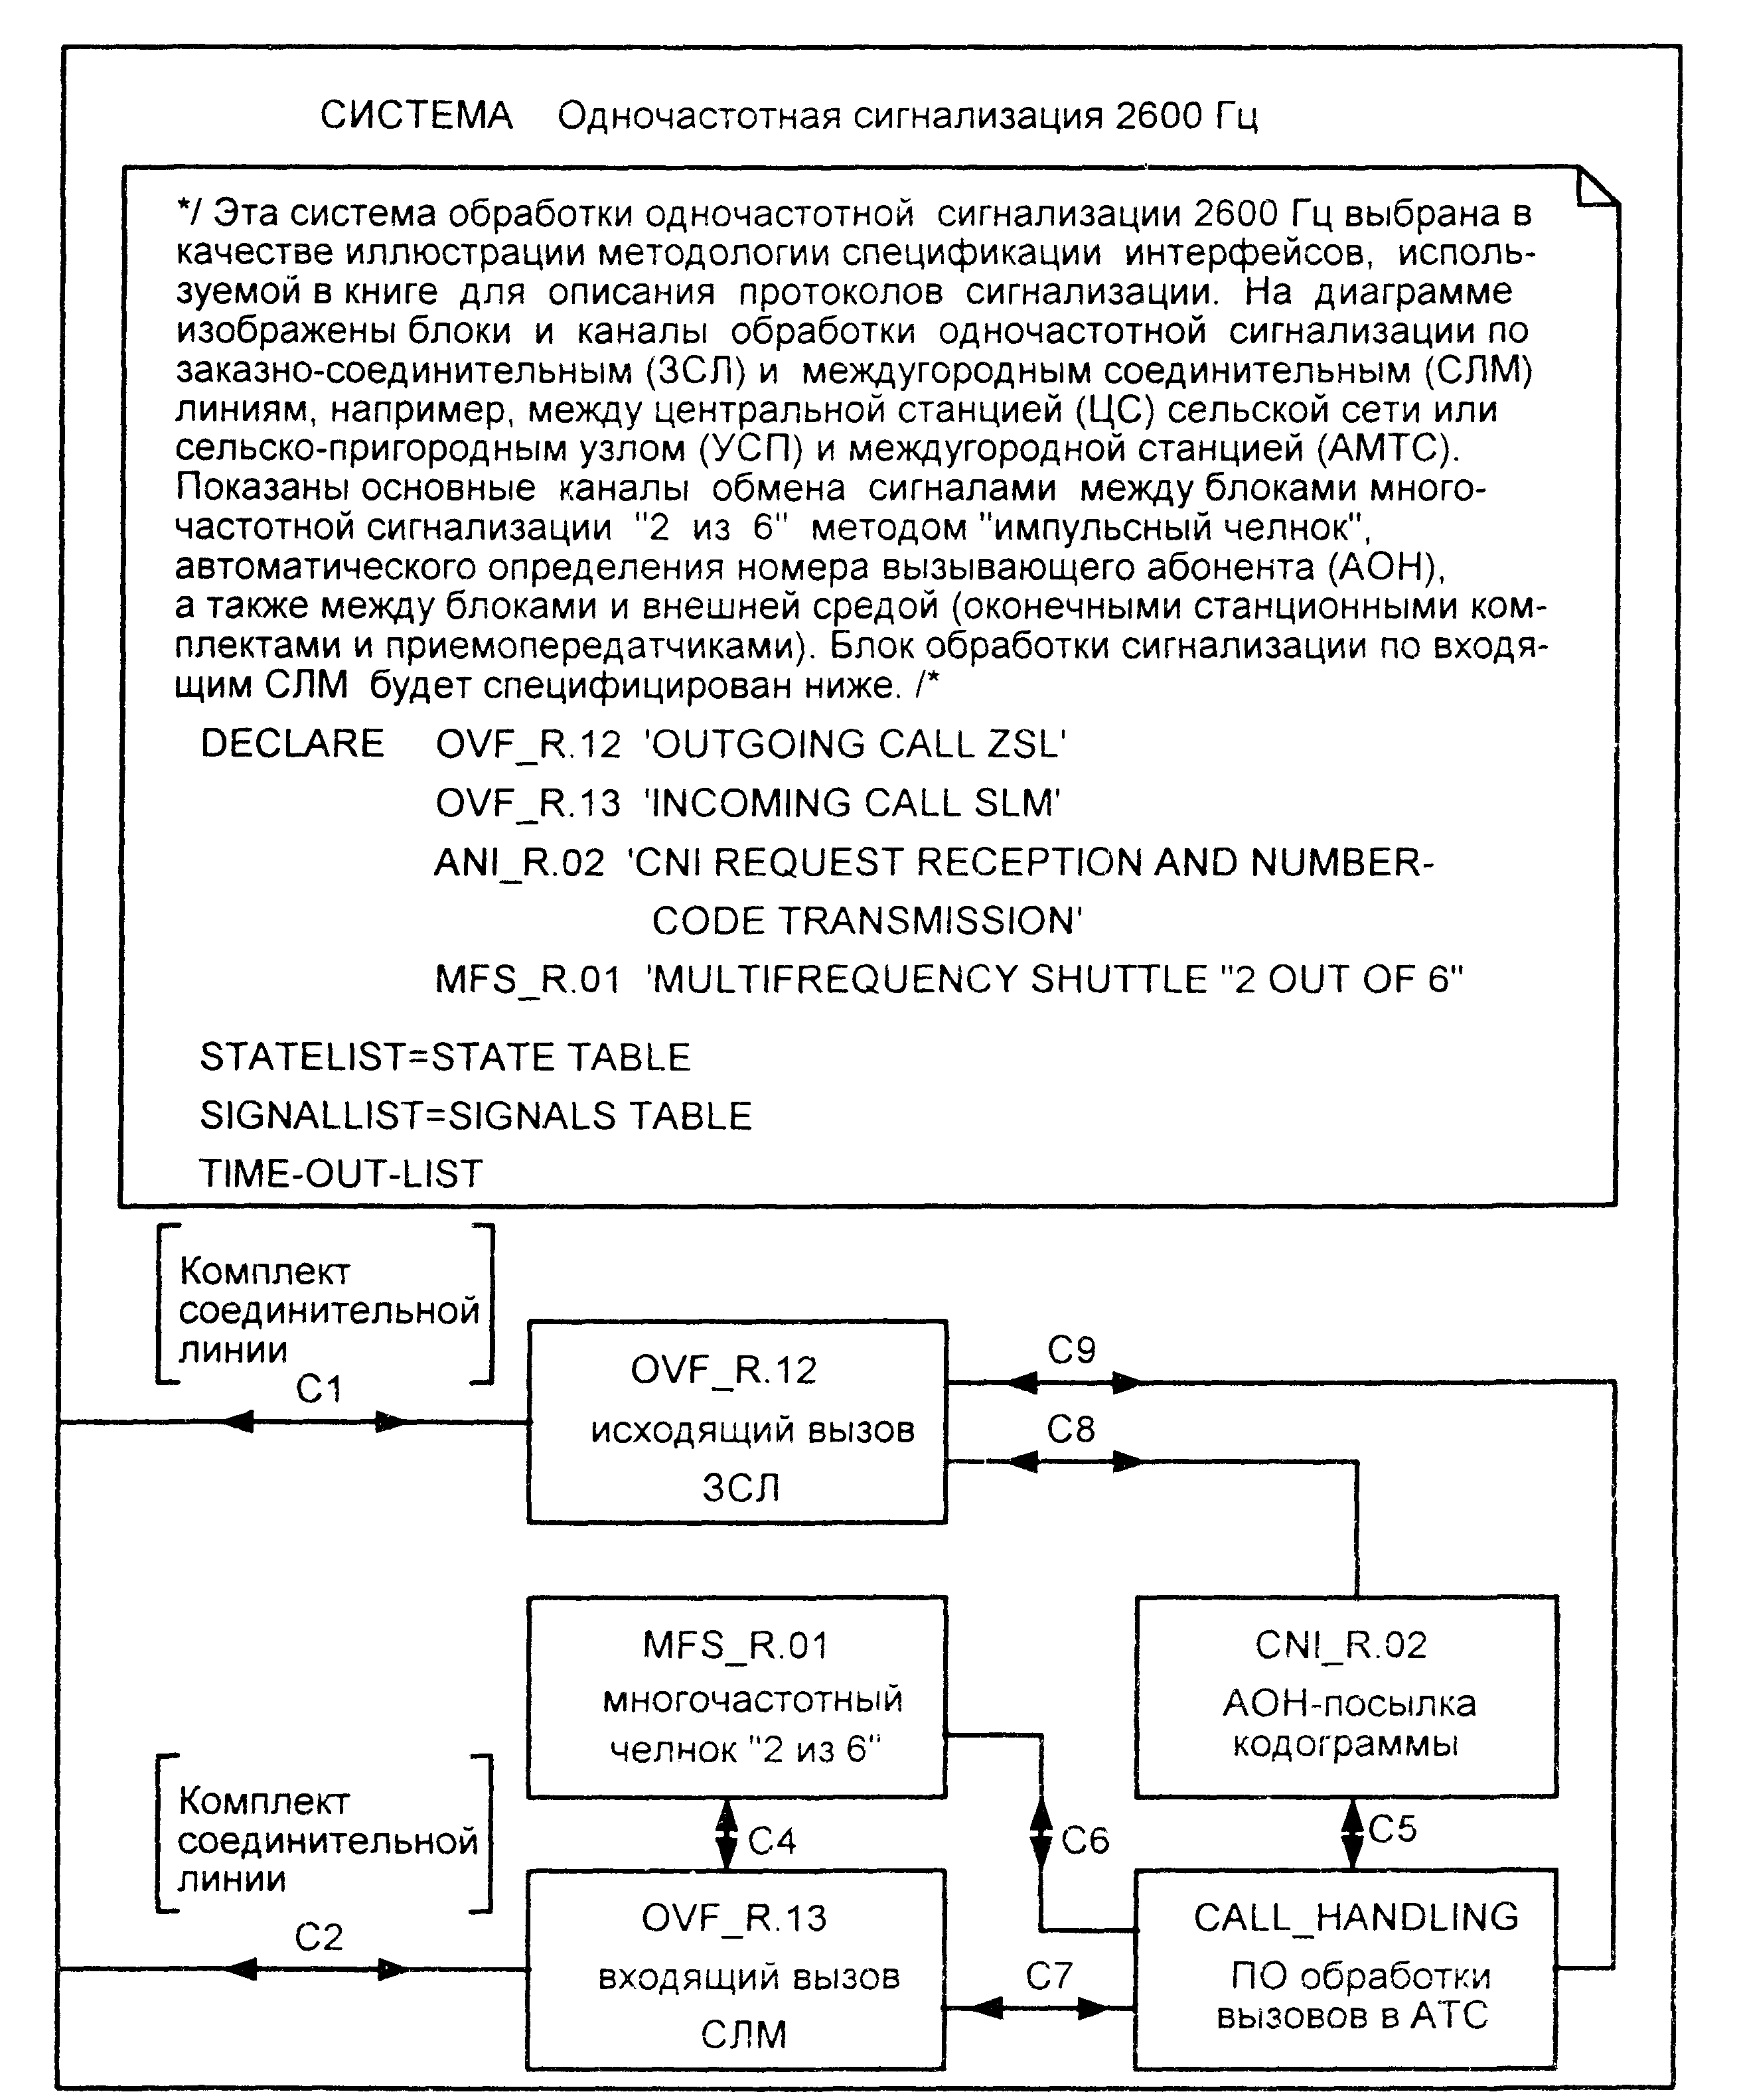 СИСТЕМА Одночастотная сигнализация 2600 Гц
*/ Эта система обработки одночастотной сигнализации 2600 Гц выбрана в
качестве иллюстрации методологии спецификации интерфейсов, исполь-
зуемой в книге для описания протоколов сигнализации. На диаграмме
изображены блоки и каналы обработки одночастотной сигнализации по
заказно-соединительным (ЗСЛ) и междугородным соединительным (СЛМ)
линиям, например, между центральной станцией (ЦС) сельской сети или
сельско-пригородным узлом (УСП) и междугородной станцией (АМТС).
Показаны основные каналы обмена сигналами между блоками много-
частотной сигнализации "2 из 6" методом "импульсный челнок",
автоматического определения номера вызывающего абонента (АОН),
а также между блоками и внешней средой (оконечными станционными ком-
плектами и приемопередатчиками). Блок обработки сигнализации по входя-
щим СЛМ будет специфицирован ниже. /*
DECLARE OVF_R.12 'OUTGOING CALL ZSL'
OVF_R.13 'INCOMING CALL SLM'
ANI_R.02 'CNI REQUEST RECEPTION AND NUMBER-
CODE TRANSMISSION'
MFS_R.01 'MULTIFREQUENCY SHUTTLE "2 OUT OF 6"
STATELIST=STATE TABLE
SIGNALLIST=SIGNALS TABLE
TIME-OUT-LIST
Комплект
соединительной
линии
C1
OVF_R.12
исходящий вызов
ЗСЛ
C9
C8
MFS_R.01
многочастотный
челнок "2 из 6"
CNI_R.02
АОН-посылка
кодограммы
C4
C6
C5
Комплект
соединительной
линии
C2
OVF_R.13
входящий вызов
СЛМ
C7
CALL_HANDLING
ПО обработки
вызовов в АТС